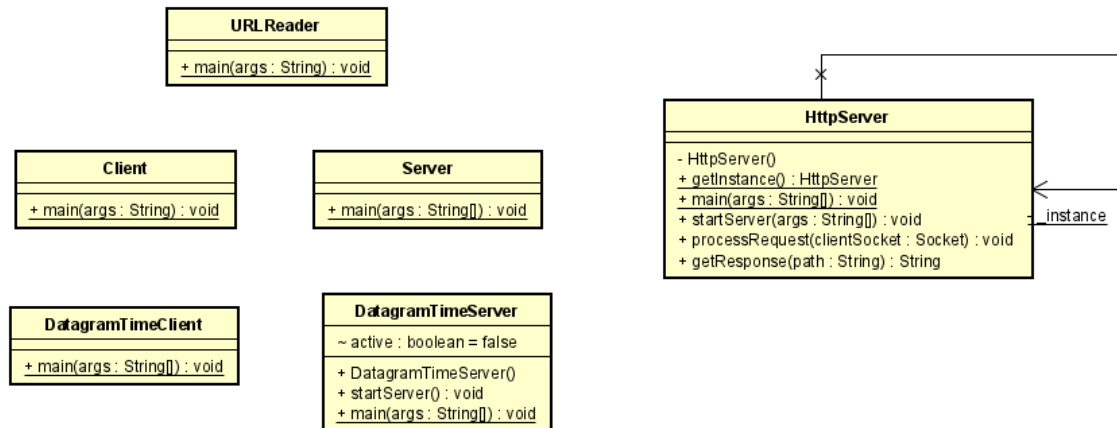 URLReader
+ main(args : String) : void
Client
+ main(args : String) : void
Server
+ main(args : String[]) : void
DatagramTimeClient
+ main(args : String[]) : void
DatagramTimeServer
~ active : boolean = false
+ DatagramTimeServer()
+ startServer() : void
+ main(args : String[]) : void
HttpServer
- HttpServer()
+ getInstance() : HttpServer
+ main(args : String[]) : void
+ startServer(args : String[]) : void
+ processRequest(clientSocket : Socket) : void
+ getResponse(path : String) : String
_instance